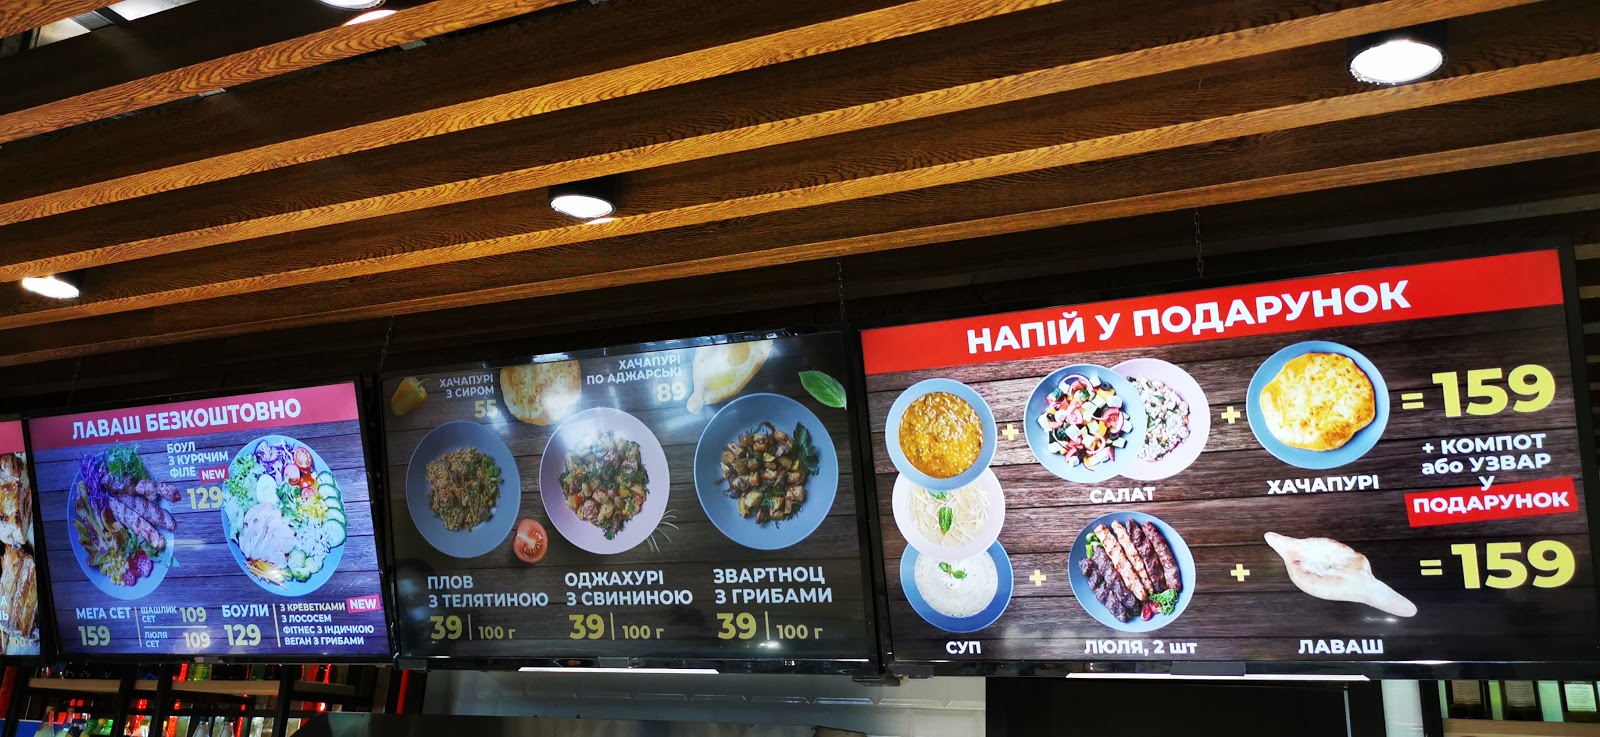 ЛАВАШ БЕЗКОШТОВНО
БОУЛ
З КУРЯЧИМ
ФІЛЕ NEW
129
МЕГА СЕТ
159
ШАШЛИК
СЕТ
109
ЛЮЛЯ
СЕТ
109
БОУЛИ
129
З КРЕВЕТКАМИ NEW
З ЛОСОСЕМ
ФІТНЕС З ІНДИЧКОЮ
ВЕГАН З ГРИБАМИ
ХАЧАПУРІ
З СИРОМ
55
ХАЧАПУРІ
ПО АДЖАРСЬКІ
89
ПЛОВ
З ТЕЛЯТИНОЮ
39 | 100 г
ОДЖАХУРІ
З СВИНИНОЮ
39 | 100 г
ЗВАРТНОЦ
З ГРИБАМИ
39 | 100 г
НАПІЙ У ПОДАРУНОК
+ + = 159
САЛАТ
ХАЧАПУРІ
+ КОМПОТ
або УЗВАР
У
ПОДАРУНОК
+ + = 159
СУП
ЛЮЛЯ, 2 шт
ЛАВАШ